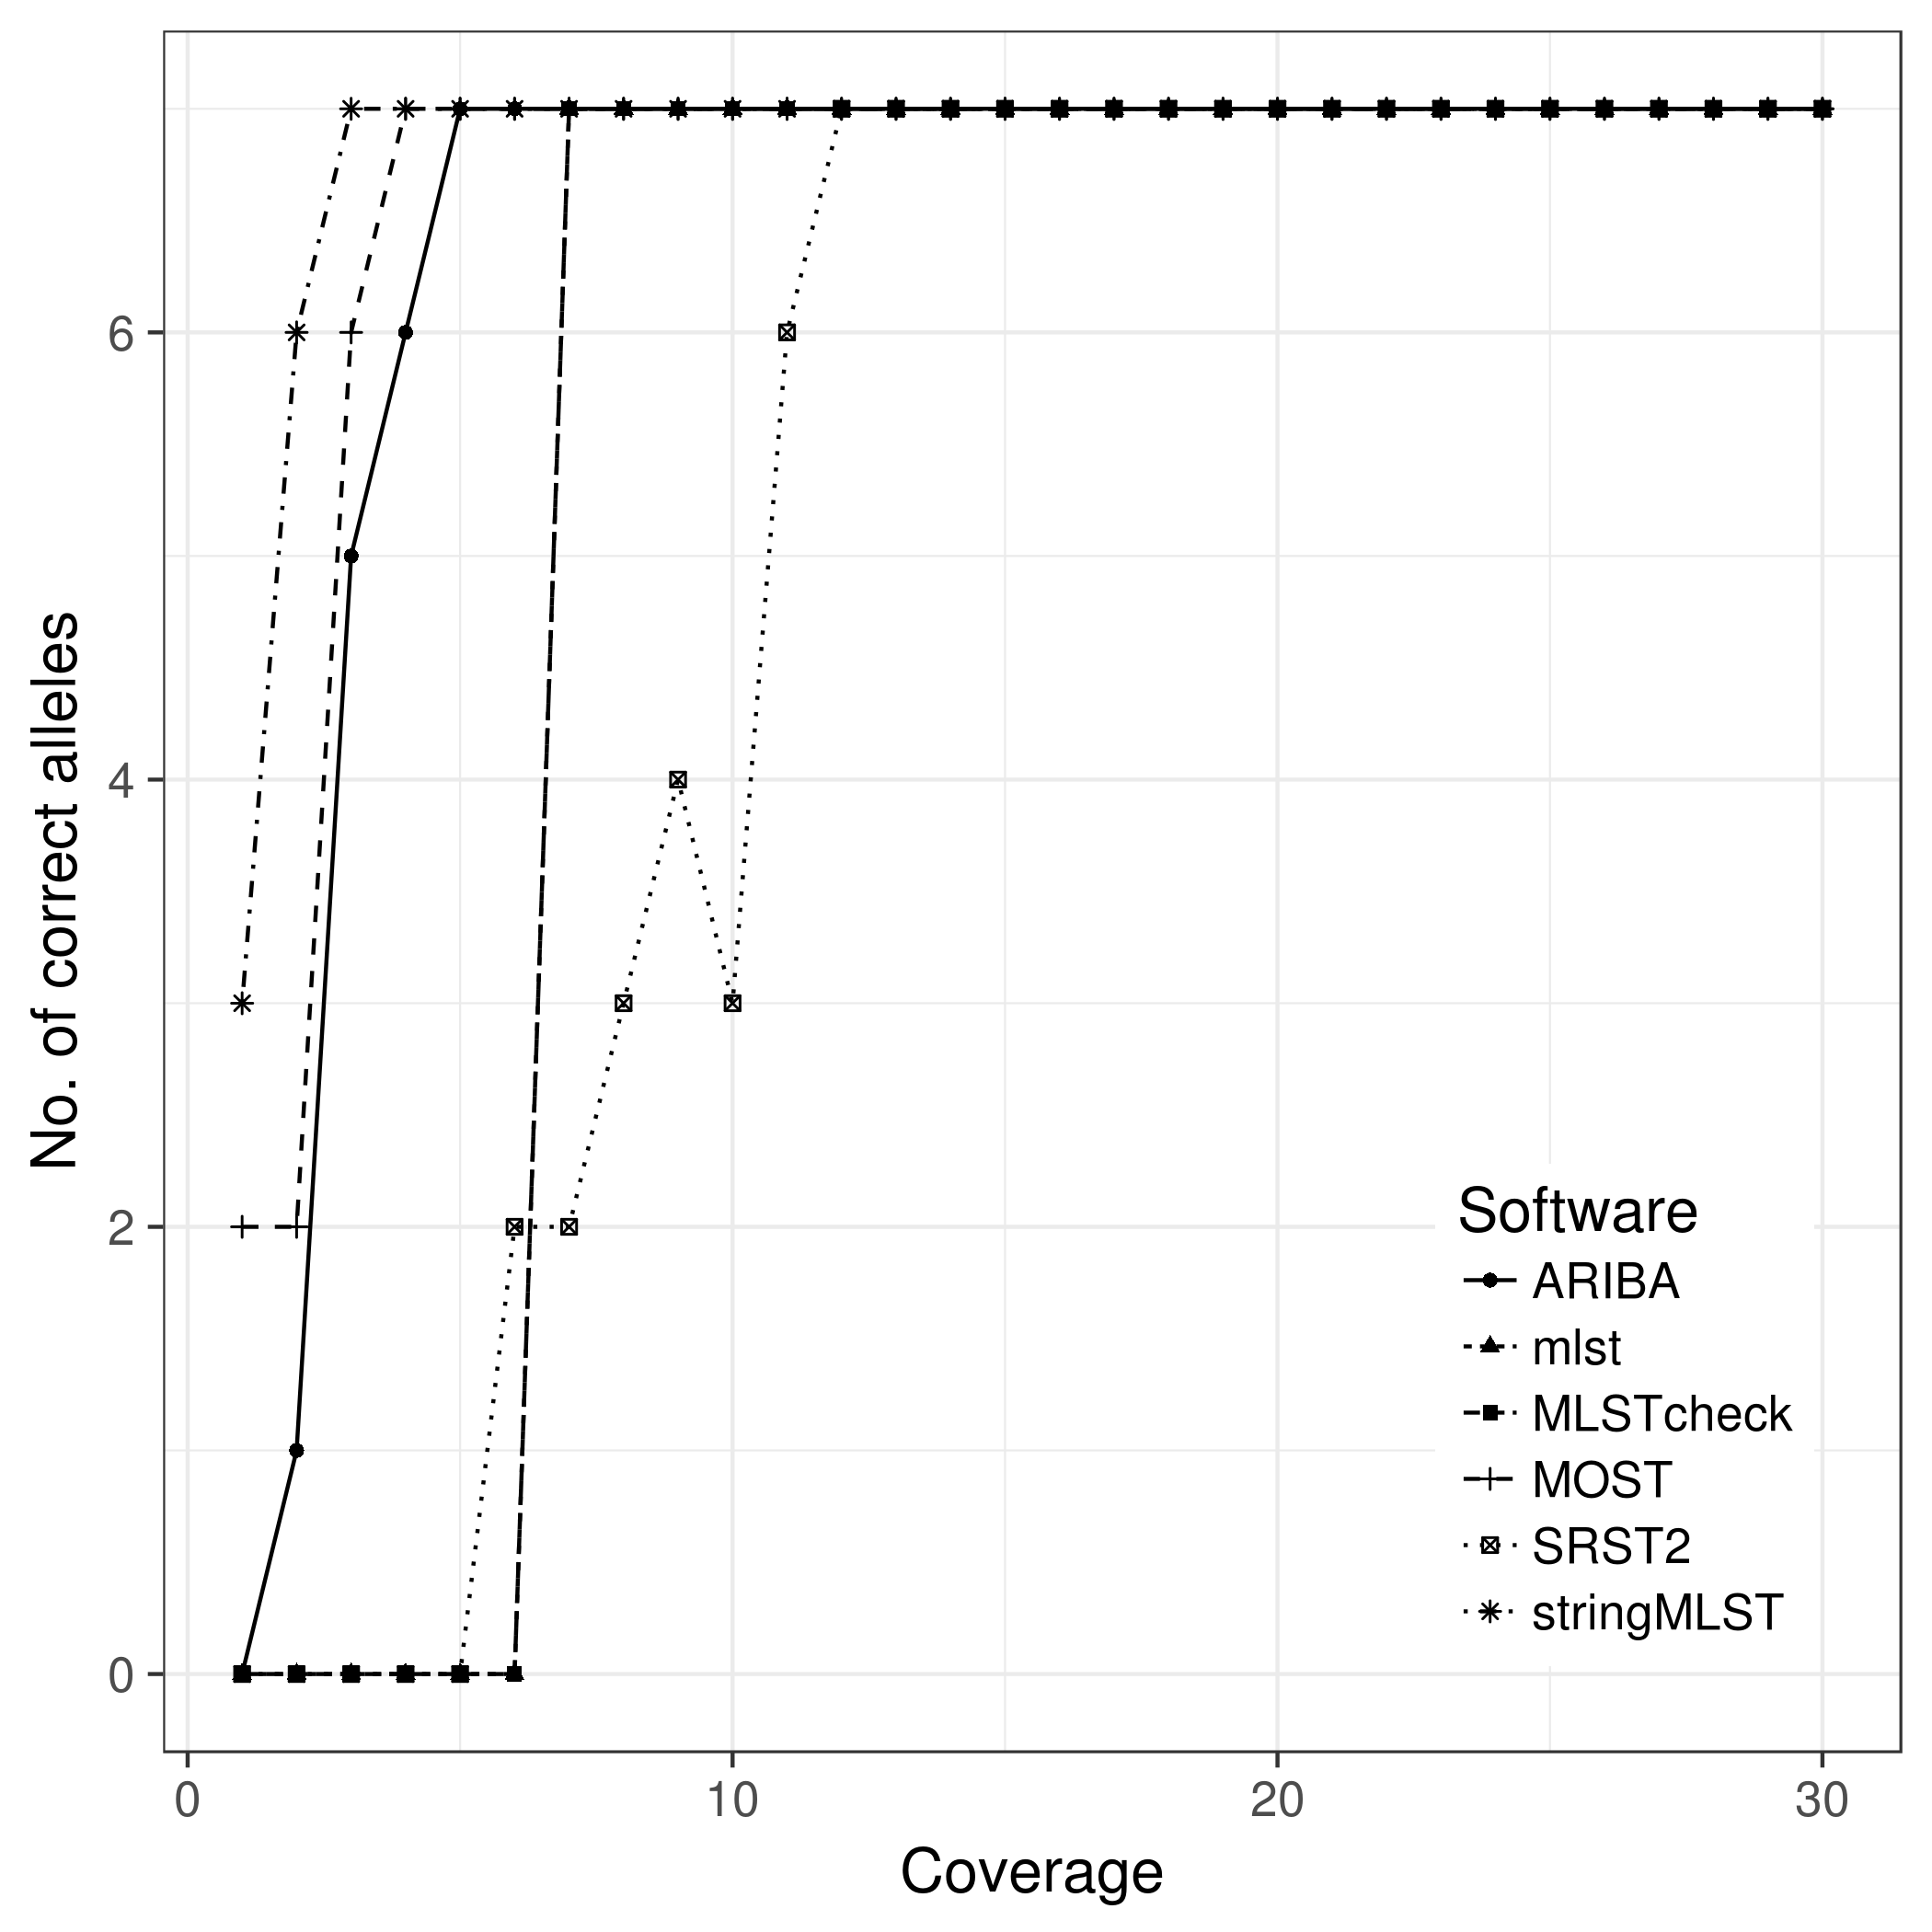 No. of correct alleles
6
4
2
0
Software
ARIBA
mlst
MLSTcheck
MOST
SRST2
stringMLST
0 10 20 30
Coverage